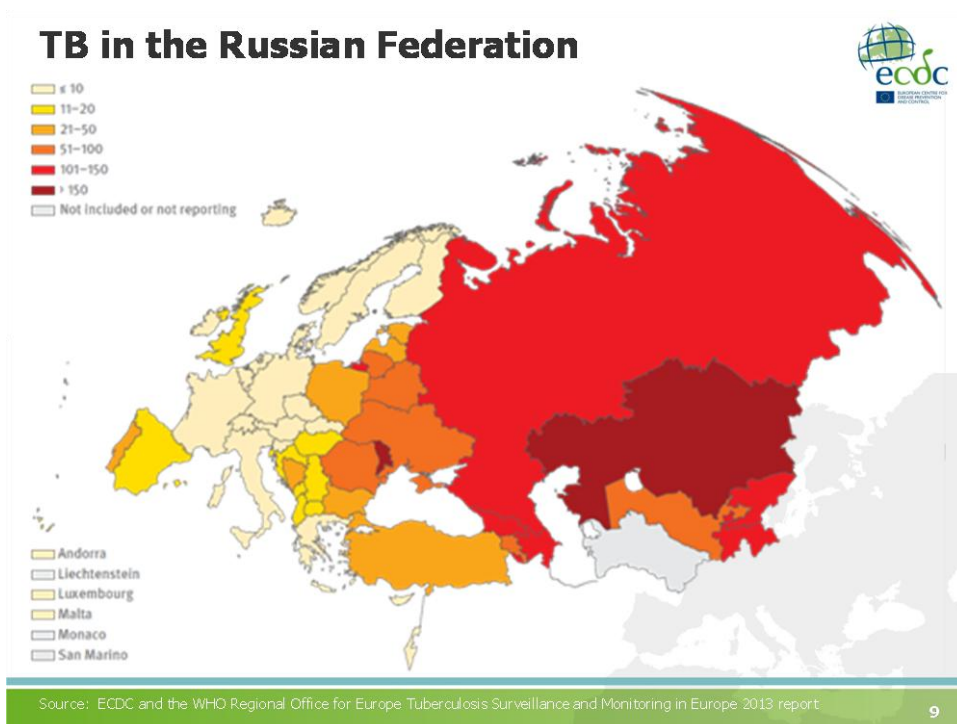 TB in the Russian Federation
ecdc
EUROPEAN CENTRE FOR
DISEASE PREVENTION
AND CONTROL
≤ 10
11–20
21–50
51–100
101–150
> 150
Not included or not reporting
Andorra
Liechtenstein
Luxembourg
Malta
Monaco
San Marino
Source: ECDC and the WHO Regional Office for Europe Tuberculosis Surveillance and Monitoring in Europe 2013 report
9